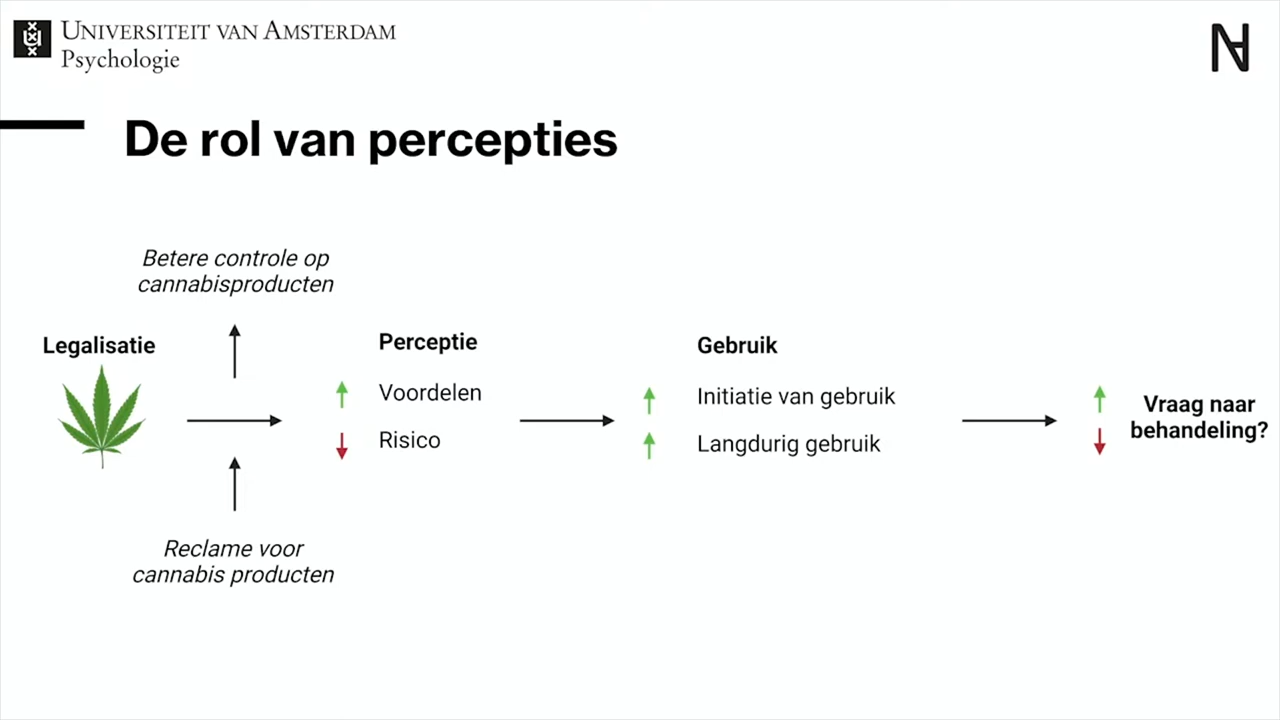 UNIVERSITEIT VAN AMSTERDAM
Psychologie
De rol van percepties
Betere controle op
cannabisproducten
Legalisatie
Perceptie
Voordelen
Risico
Gebruik
Initiatie van gebruik
Langdurig gebruik
Vraag naar
behandeling?
Reclame voor
cannabis producten